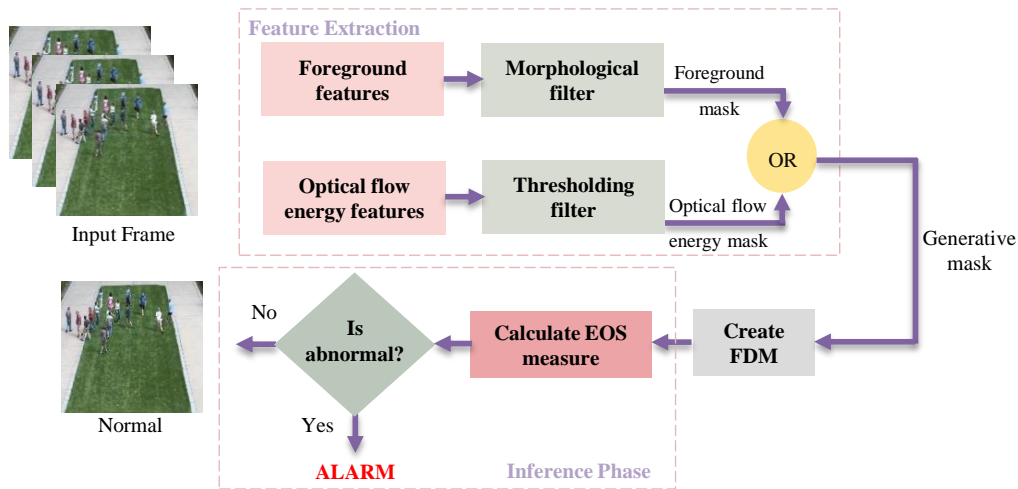 Feature Extraction
Foreground
features
Morphological
filter
Foreground
mask
OR
Optical flow
energy features
Thresholding
filter
Optical flow
energy mask
Input Frame
Generative
mask
No
Is
abnormal?
Calculate EOS
measure
Create
FDM
Normal
Yes
ALARM
Inference Phase